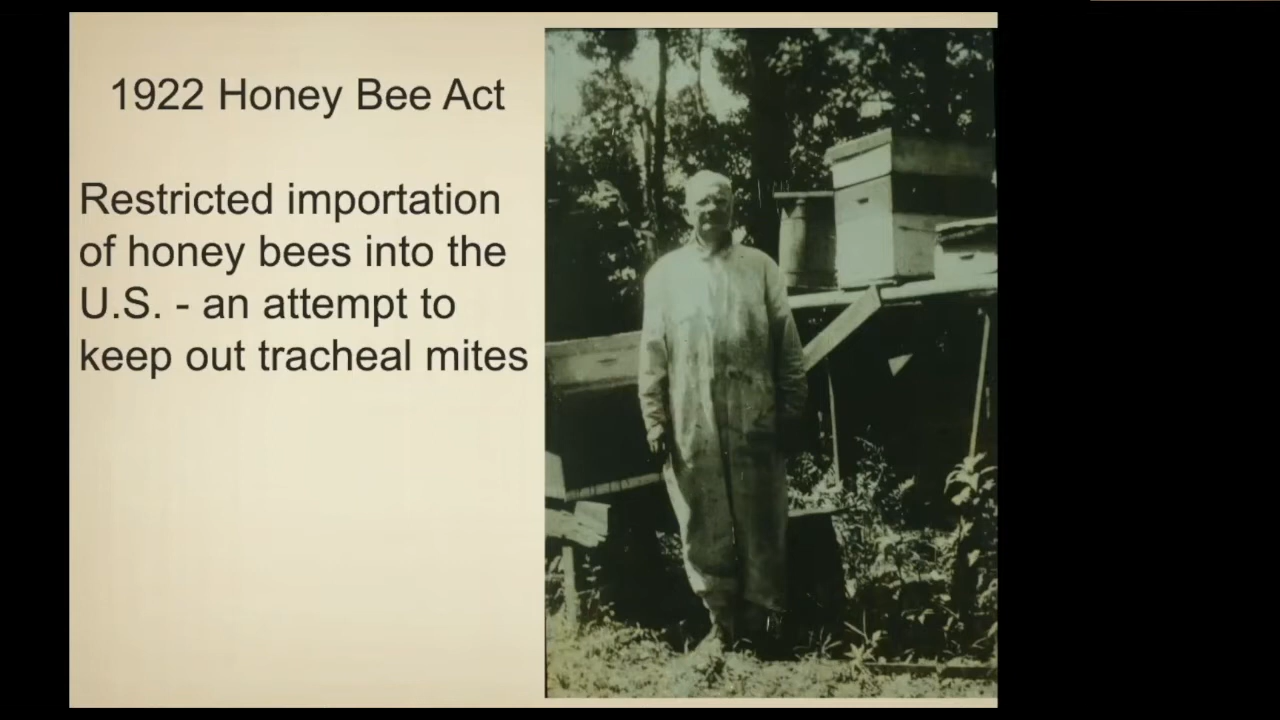 1922 Honey Bee Act
Restricted importation
of honey bees into the
U.S. - an attempt to
keep out tracheal mites